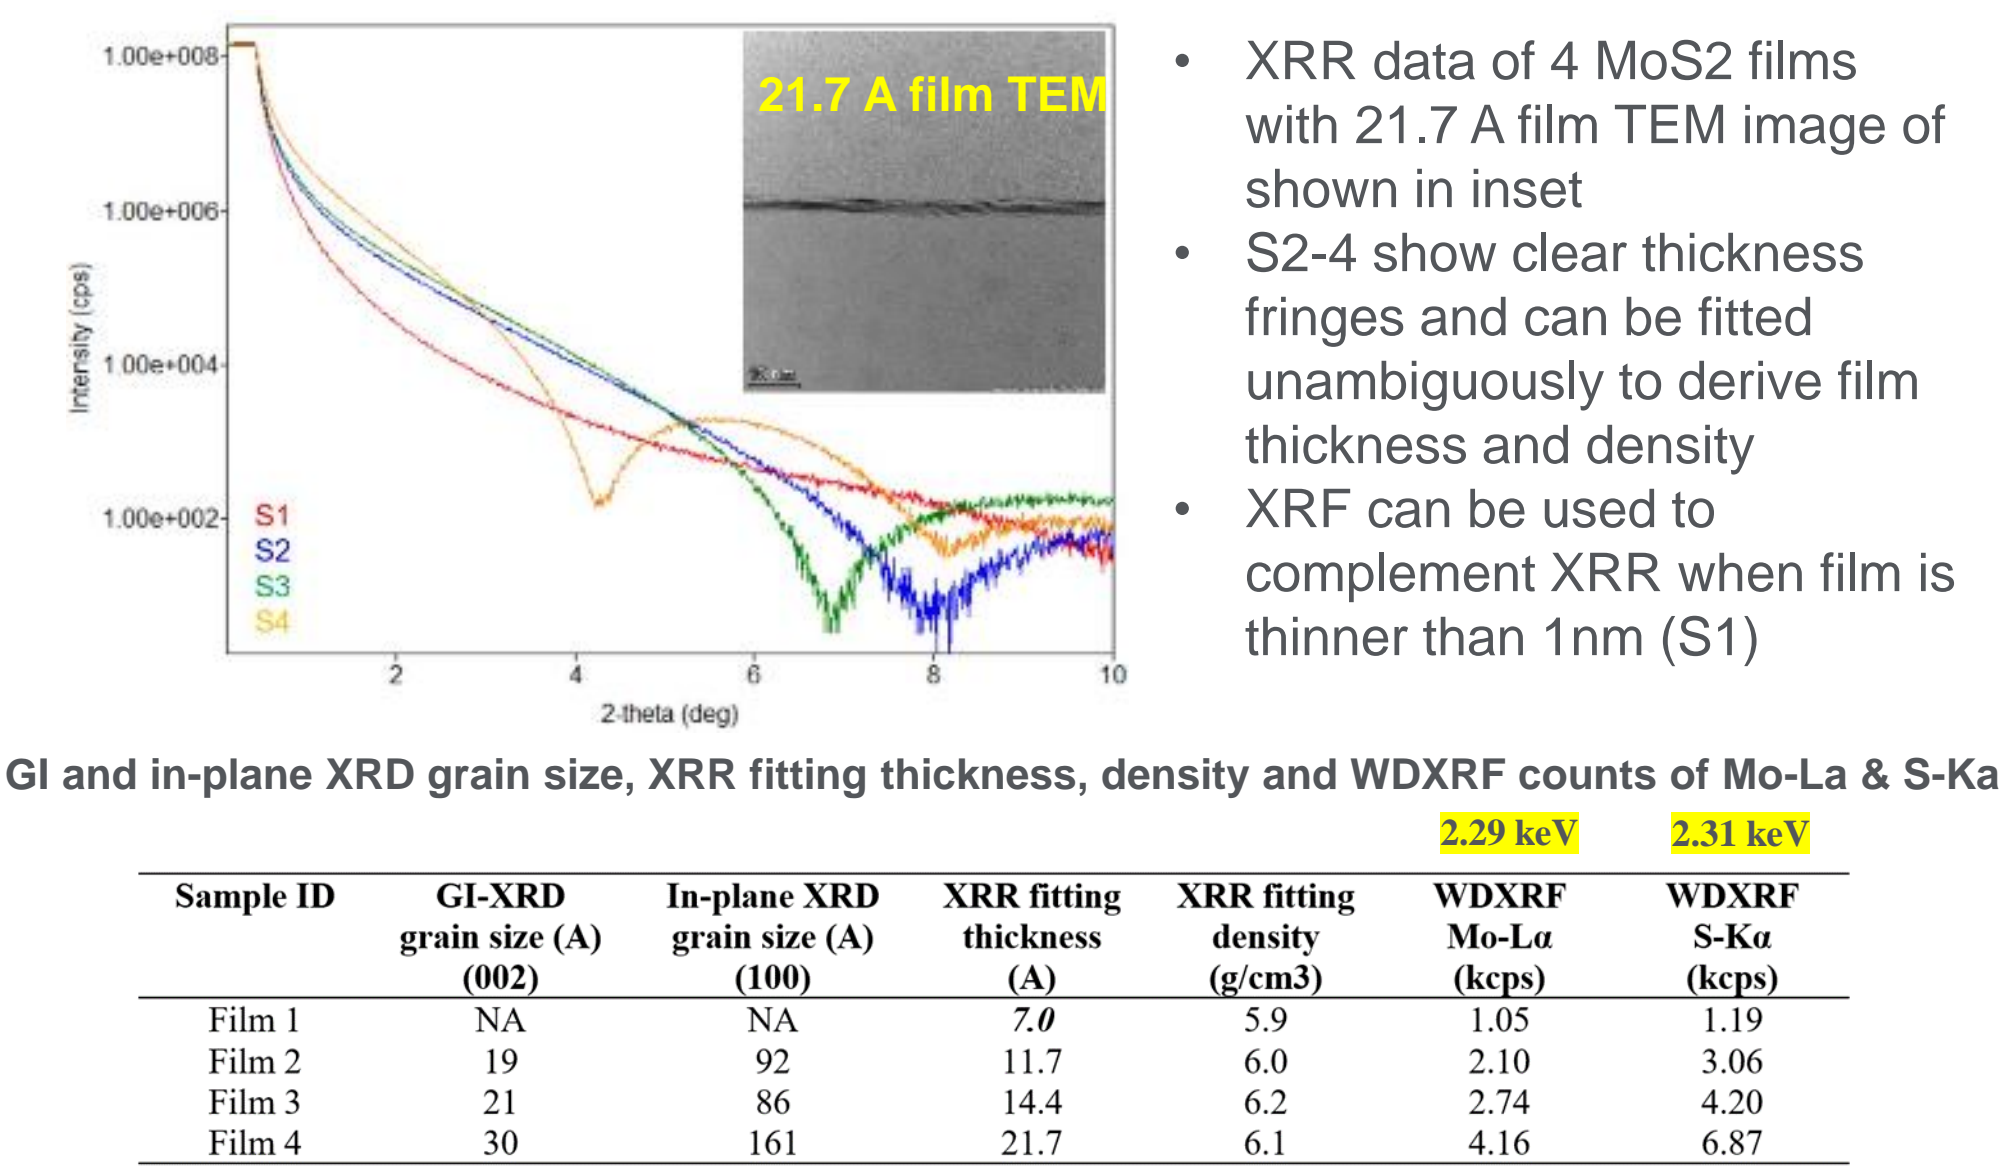 1.00e+008
1.00e+006
1.00e+004
1.00e+002
Intensity (cps)
21.7 A film TEM
S1
S2
S3
S4
2 4 6 8 10
2-theta (deg)
• XRR data of 4 MoS2 films
with 21.7 A film TEM image of
shown in inset
• S2-4 show clear thickness
fringes and can be fitted
unambiguously to derive film
thickness and density
• XRF can be used to
complement XRR when film is
thinner than 1nm (S1)
GI and in-plane XRD grain size, XRR fitting thickness, density and WDXRF counts of Mo-La & S-Ka
2.29 keV 2.31 keV
Sample ID GI-XRD In-plane XRD XRR fitting XRR fitting WDXRF WDXRF
grain size (A) grain size (A) thickness density Mo-Lα S-Kα
(002) (100) (A) (g/cm3) (kcps) (kcps)
Film 1 NA NA 7.0 5.9 1.05 1.19
Film 2 19 92 11.7 6.0 2.10 3.06
Film 3 21 86 14.4 6.2 2.74 4.20
Film 4 30 161 21.7 6.1 4.16 6.87